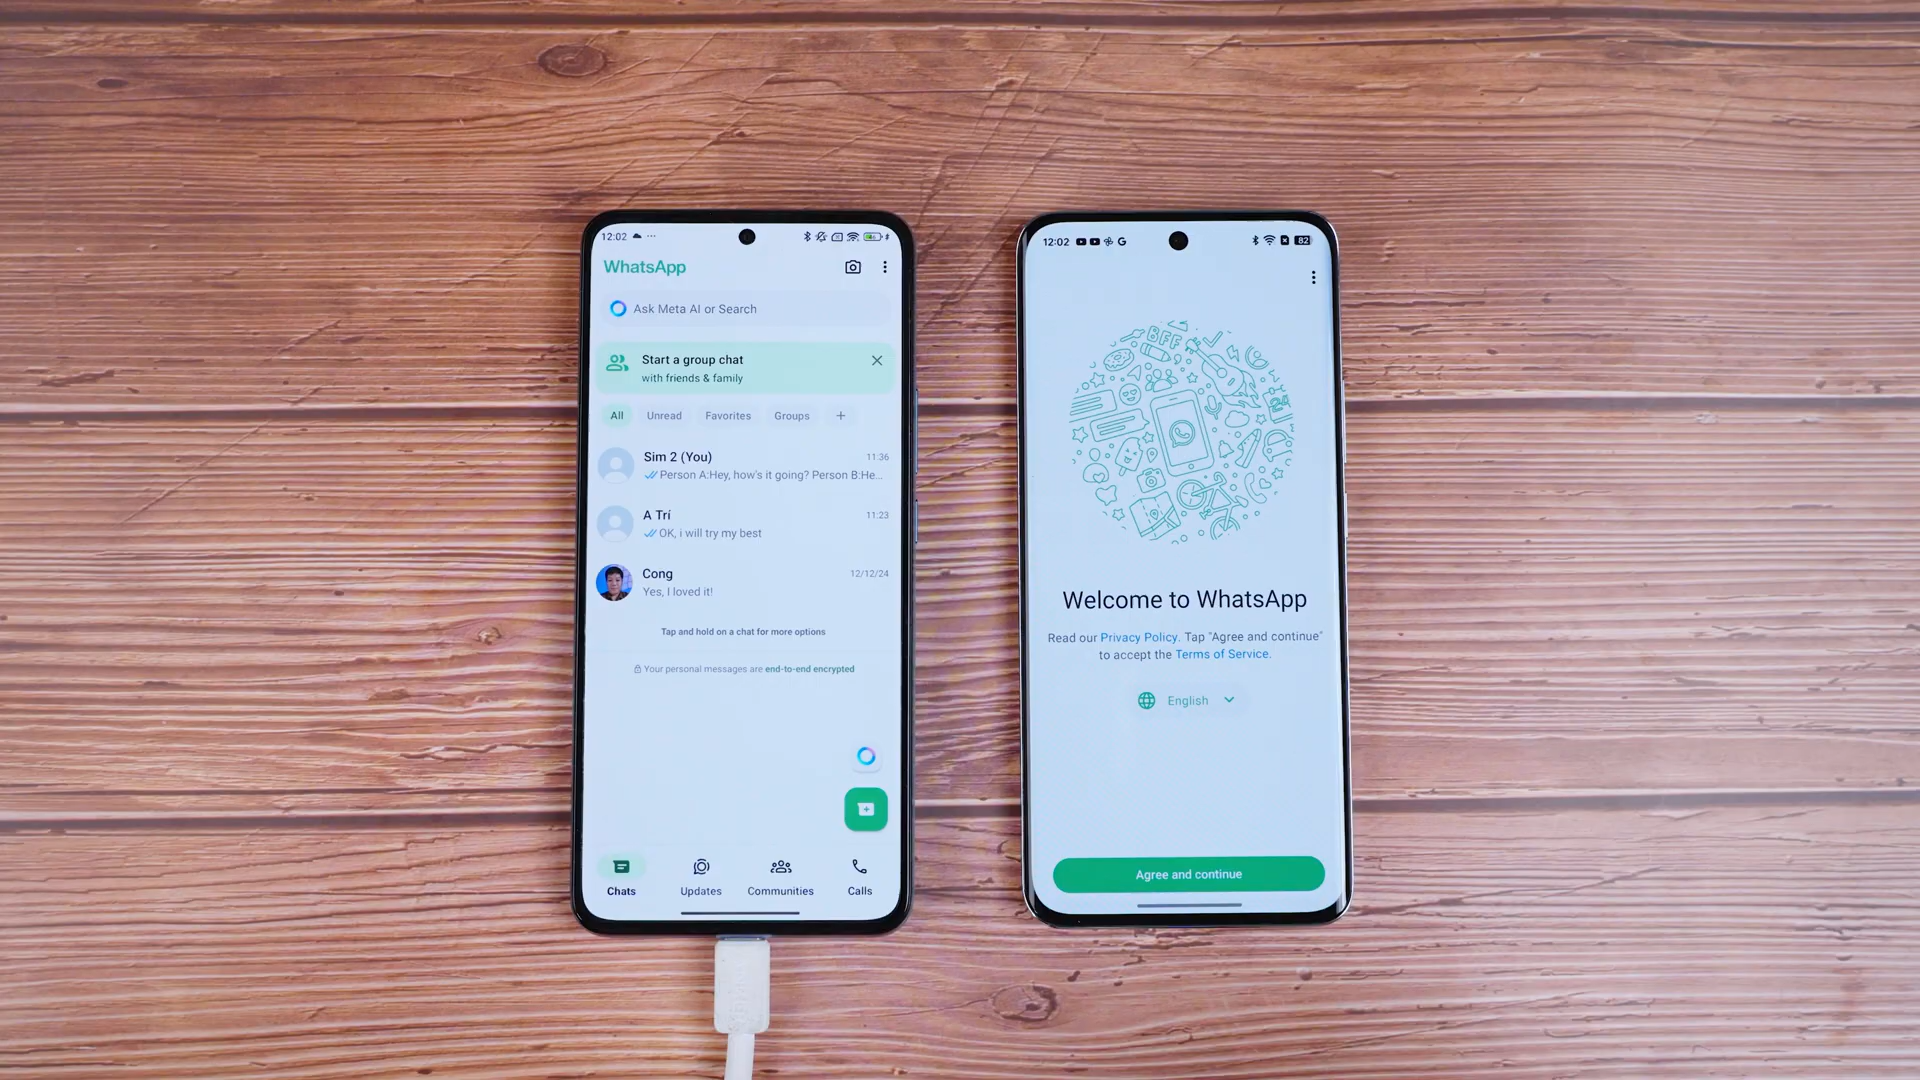 12:02
WhatsApp
Ask Meta AI or Search
Start a group chat
with friends & family
All Unread Favorites Groups +
Sim 2 (You) 11:36
Person A:Hey, how's it going? Person B:He...
A Trí 11:23
OK, i will try my best
Cong 12/12/24
Yes, I loved it!
Tap and hold on a chat for more options
Your personal messages are end-to-end encrypted
Chats Updates Communities Calls
12:02 G 82
BFF
24
Welcome to WhatsApp
Read our Privacy Policy. Tap "Agree and continue"
to accept the Terms of Service.
English
Agree and continue